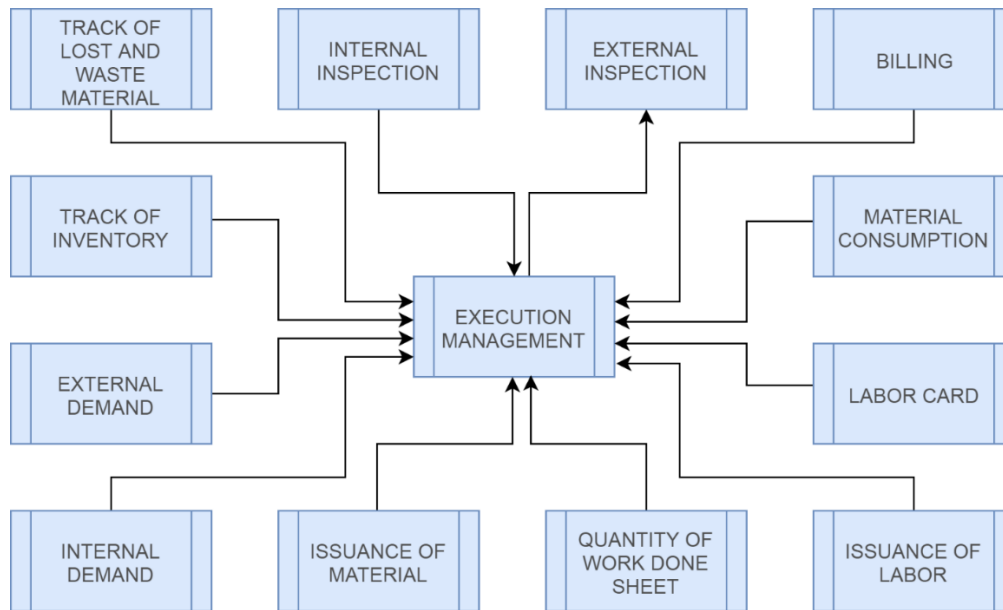 TRACK OF
LOST AND
WASTE
MATERIAL
INTERNAL
INSPECTION
EXTERNAL
INSPECTION
BILLING
TRACK OF
INVENTORY
MATERIAL
CONSUMPTION
EXECUTION
MANAGEMENT
EXTERNAL
DEMAND
LABOR CARD
INTERNAL
DEMAND
ISSUANCE OF
MATERIAL
QUANTITY OF
WORK DONE
SHEET
ISSUANCE OF
LABOR